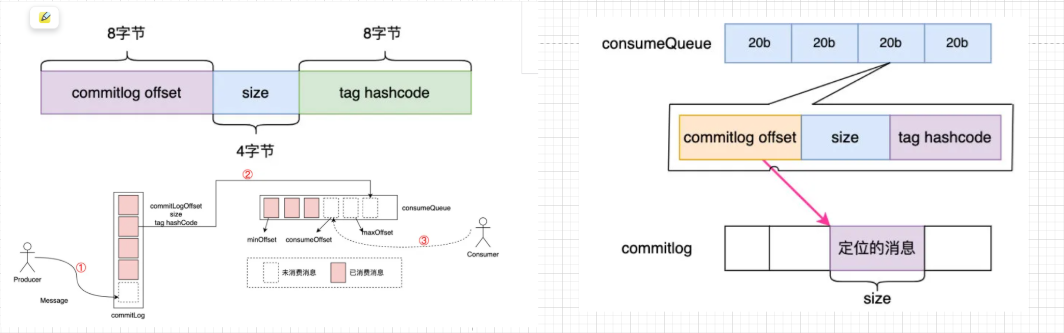 8字节
8字节
commitlog offset
size
tag hashcode
4字节
②
commitLogOffset
size
tag hashCode
consumeQueue
minOffset
consumeOffset
maxOffset
③
Consumer
Producer
①
Message
commitLog
未消费消息
已消费消息
consumeQueue
20b
20b
20b
20b
commitlog offset
size
tag hashcode
commitlog
定位的消息
size